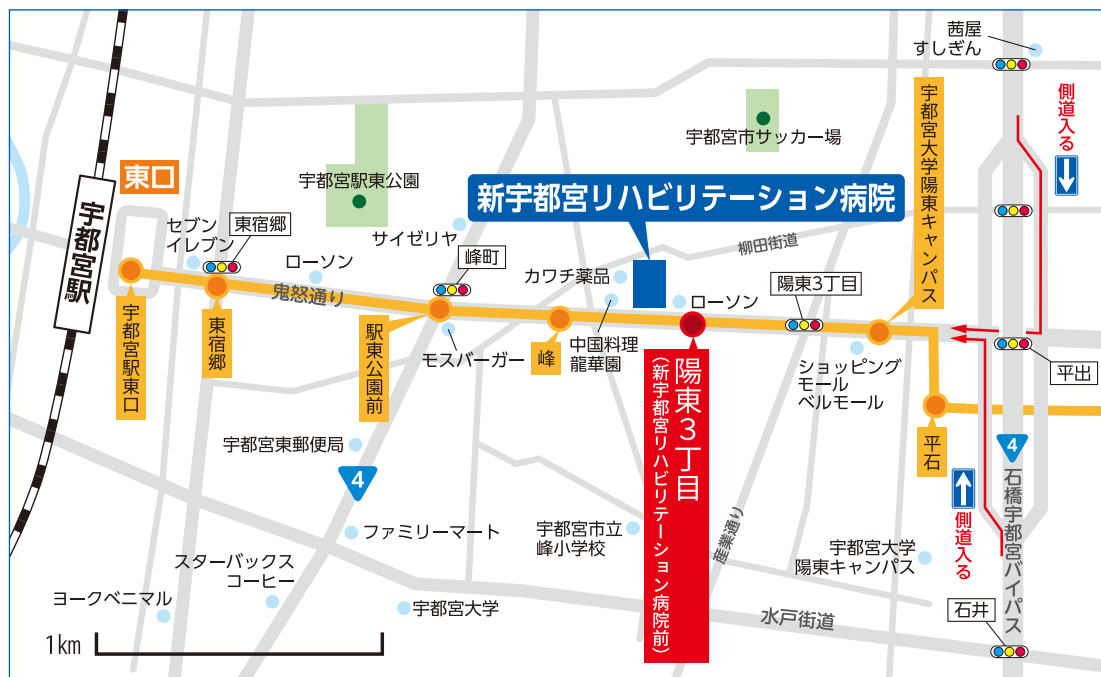 茜屋
すしぎん
側道入る
宇都宮大学陽東キャンパス
宇都宮市サッカー場
東口
宇都宮駅東公園
新宇都宮リハビリテーション病院
宇都宮駅
セブン
イレブン
東宿郷
サイゼリヤ
柳田街道
ローソン
峰町
カワチ薬品
陽東3丁目
鬼怒通り
ローソン
宇都宮駅東口
東宿郷
駅東公園前
モスバーガー
峰
中国料理
龍華園
陽東3丁目
(新宇都宮リハビリテーション病院前)
ショッピング
モール
ベルモール
平出
平石
宇都宮東郵便局
4
4
石橋宇都宮バイパス
側道入る
ファミリーマート
宇都宮市立
峰小学校
産業通り
宇都宮大学
陽東キャンパス
スターバックス
コーヒー
ヨークベニマル
宇都宮大学
水戸街道
石井
1km